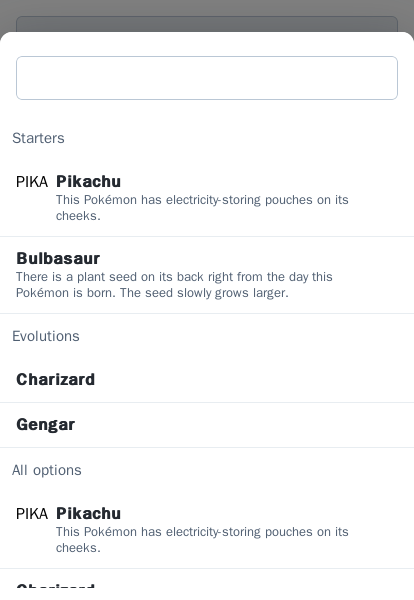 Starters
PIKA Pikachu
This Pokémon has electricity-storing pouches on its
cheeks.
Bulbasaur
There is a plant seed on its back right from the day this
Pokémon is born. The seed slowly grows larger.
Evolutions
Charizard
Gengar
All options
PIKA Pikachu
This Pokémon has electricity-storing pouches on its
cheeks.
Charizard